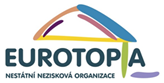 EUROTOPIA
NESTÁTNÍ NEZISKOVÁ ORGANIZACE